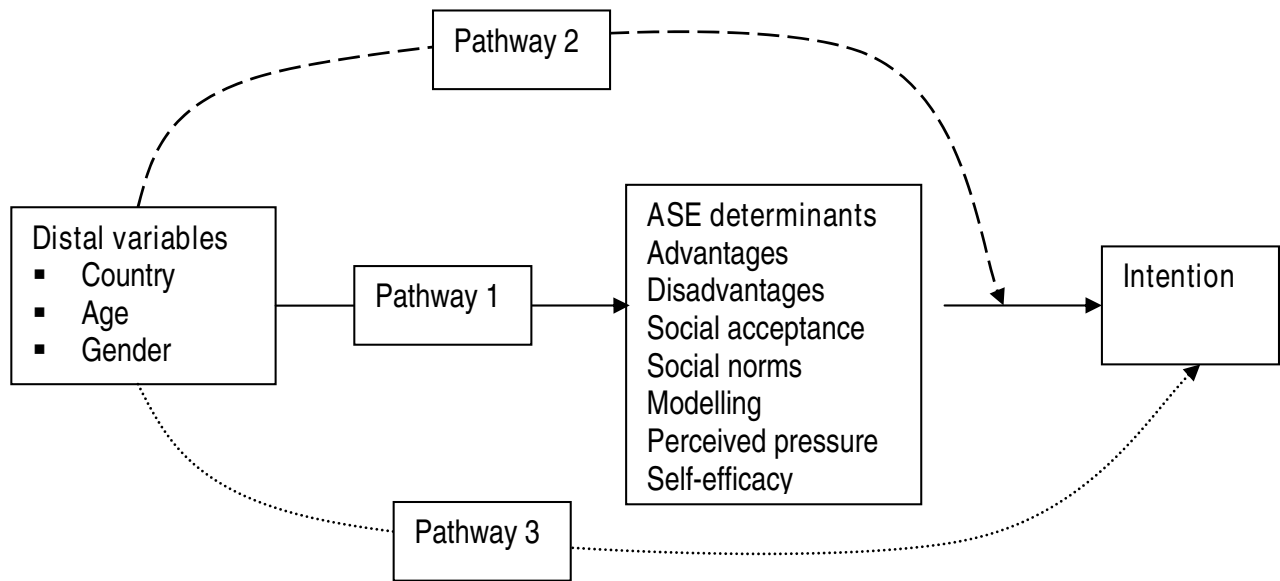 Pathway 2
Distal variables
▪ Country
▪ Age
▪ Gender
Pathway 1
ASE determinants
Advantages
Disadvantages
Social acceptance
Social norms
Modelling
Perceived pressure
Self-efficacy
Intention
Pathway 3